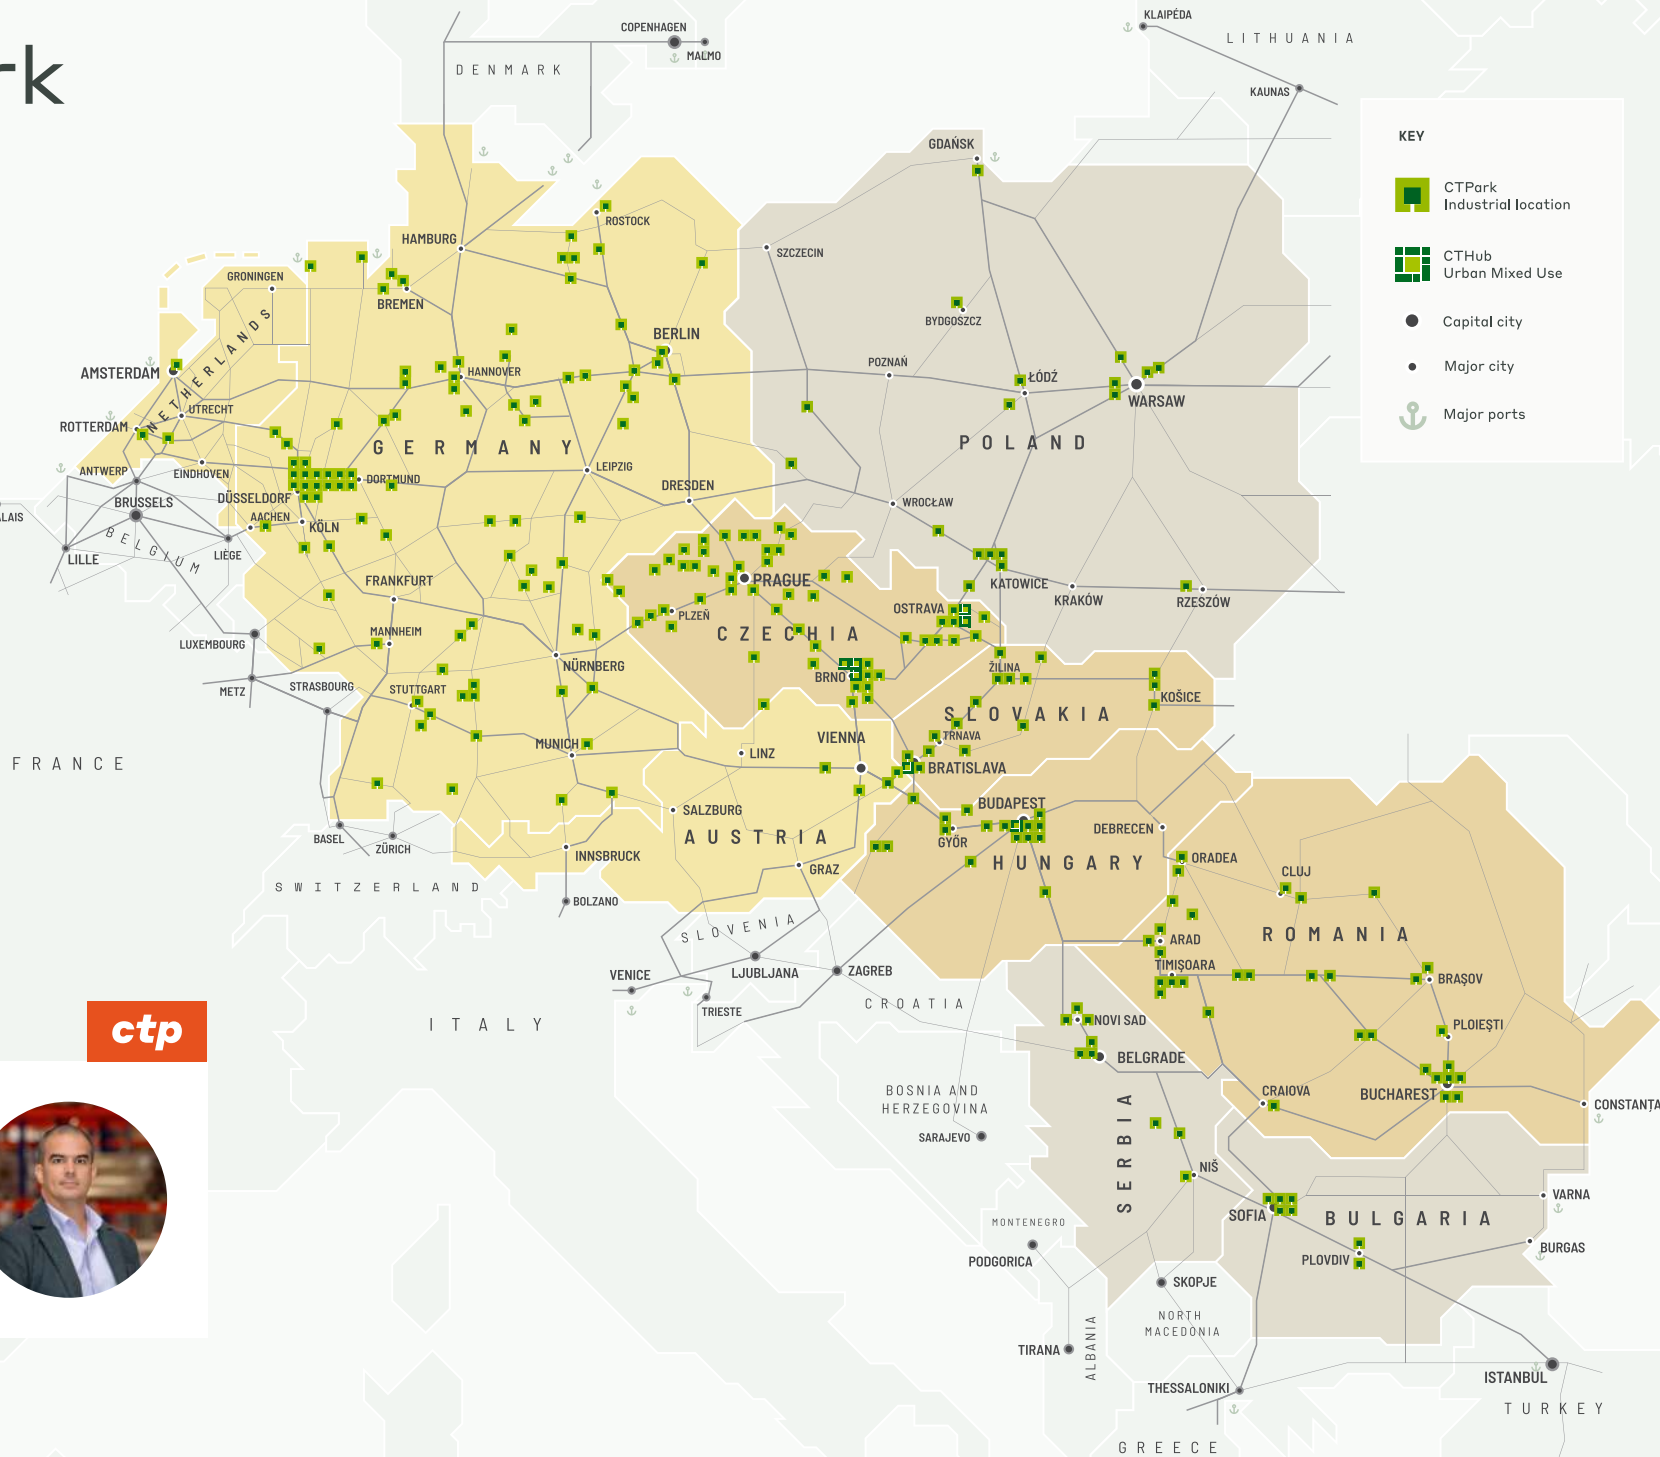 rk
COPENHAGEN
MALMO
DENMARK
KLAIPĖDA
LITHUANIA
KAUNAS
KEY
CTPark
Industrial location
CTHub
Urban Mixed Use
Capital city
Major city
Major ports
GDAŃSK
ROSTOCK
HAMBURG
SZCZECIN
GRONINGEN
BREMEN
BYDGOSZCZ
BERLIN
NETHERLANDS
AMSTERDAM
HANNOVER
POZNAŃ
ŁÓDŹ
WARSAW
UTRECHT
ROTTERDAM
GERMANY
POLAND
ANTWERP
EINDHOVEN
DORTMUND
LEIPZIG
DRESDEN
DÜSSELDORF
BRUSSELS
WROCŁAW
ALAIS
AACHEN
KÖLN
BELGIUM
LIÈGE
LILLE
FRANKFURT
PRAGUE
KATOWICE
KRAKÓW
RZESZÓW
OSTRAVA
PLZEŇ
CZECHIA
MANNHEIM
LUXEMBOURG
NÜRNBERG
ŽILINA
BRNO
METZ
STRASBOURG
STUTTGART
KOŠICE
SLOVAKIA
TRNAVA
VIENNA
MUNICH
LINZ
FRANCE
BRATISLAVA
BUDAPEST
SALZBURG
DEBRECEN
BASEL
ZÜRICH
AUSTRIA
GYŐR
INNSBRUCK
HUNGARY
ORADEA
GRAZ
CLUJ
SWITZERLAND
BOLZANO
SLOVENIA
ROMANIA
ARAD
TIMIȘOARA
VENICE
LJUBLJANA
ZAGREB
BRAȘOV
CROATIA
TRIESTE
ctp
ITALY
NOVI SAD
PLOIEȘTI
BELGRADE
BOSNIA AND
HERZEGOVINA
CRAIOVA
BUCHAREST
CONSTANȚA
SARAJEVO
SERBIA
NIŠ
VARNA
MONTENEGRO
SOFIA
BULGARIA
PODGORICA
PLOVDIV
BURGAS
SKOPJE
NORTH
MACEDONIA
TIRANA
ALBANIA
THESSALONIKI
ISTANBUL
TURKEY
GREECE